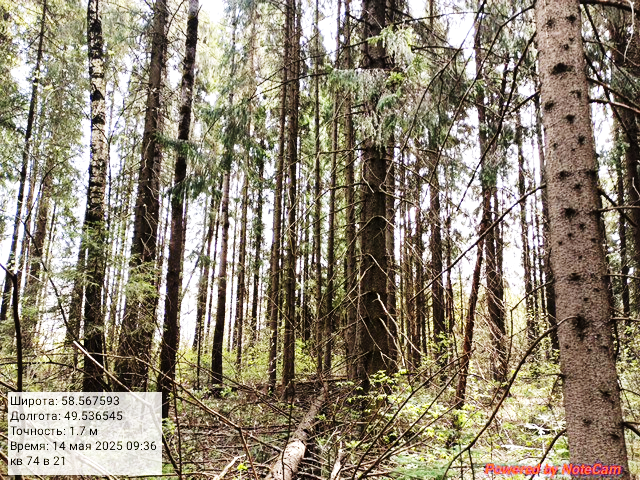 Широта: 58.567593
Долгота: 49.536545
Точность: 1.7 м
Время: 14 мая 2025 09:36
кв 74 в 21
Powered by NoteCam